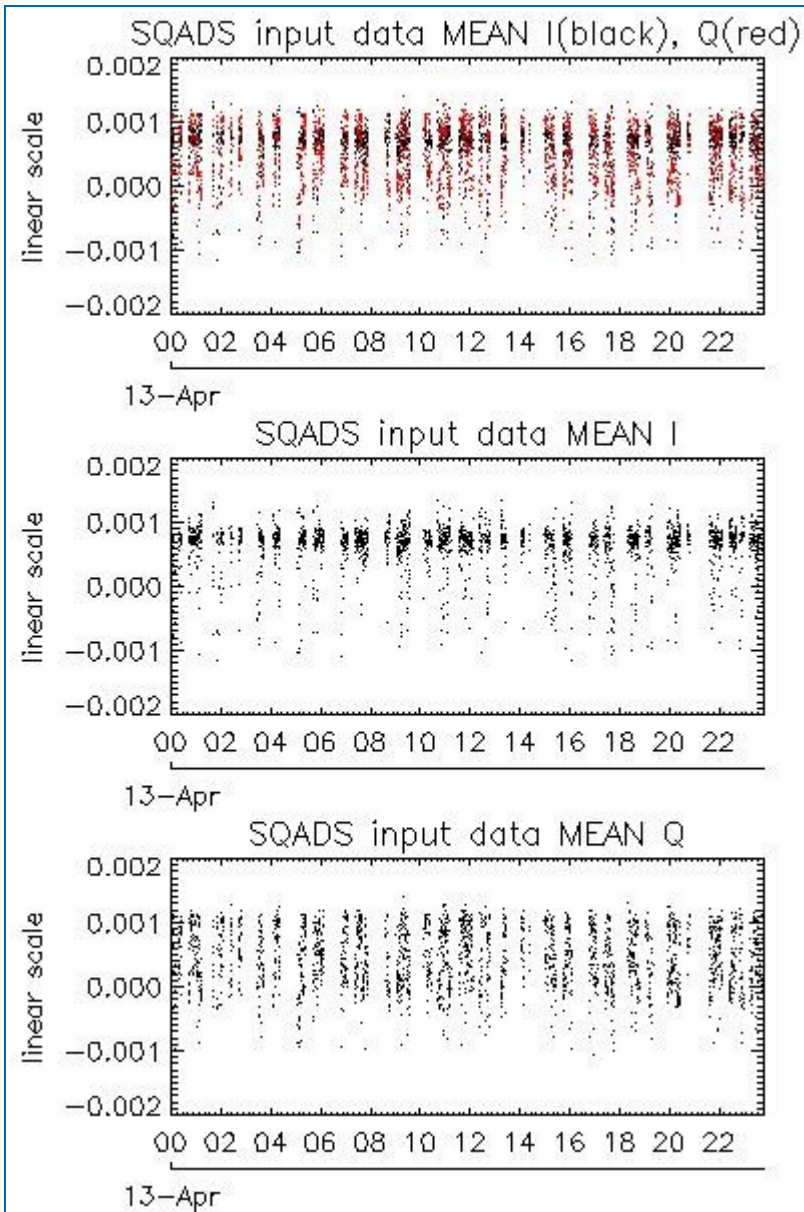 SQADS input data MEAN I(black), Q(red)
linear scale
0.002
0.001
0.000
−0.001
−0.002
00 02 04 06 08 10 12 14 16 18 20 22
13−Apr
SQADS input data MEAN I
linear scale
0.002
0.001
0.000
−0.001
−0.002
00 02 04 06 08 10 12 14 16 18 20 22
13−Apr
SQADS input data MEAN Q
linear scale
0.002
0.001
0.000
−0.001
−0.002
00 02 04 06 08 10 12 14 16 18 20 22
13−Apr